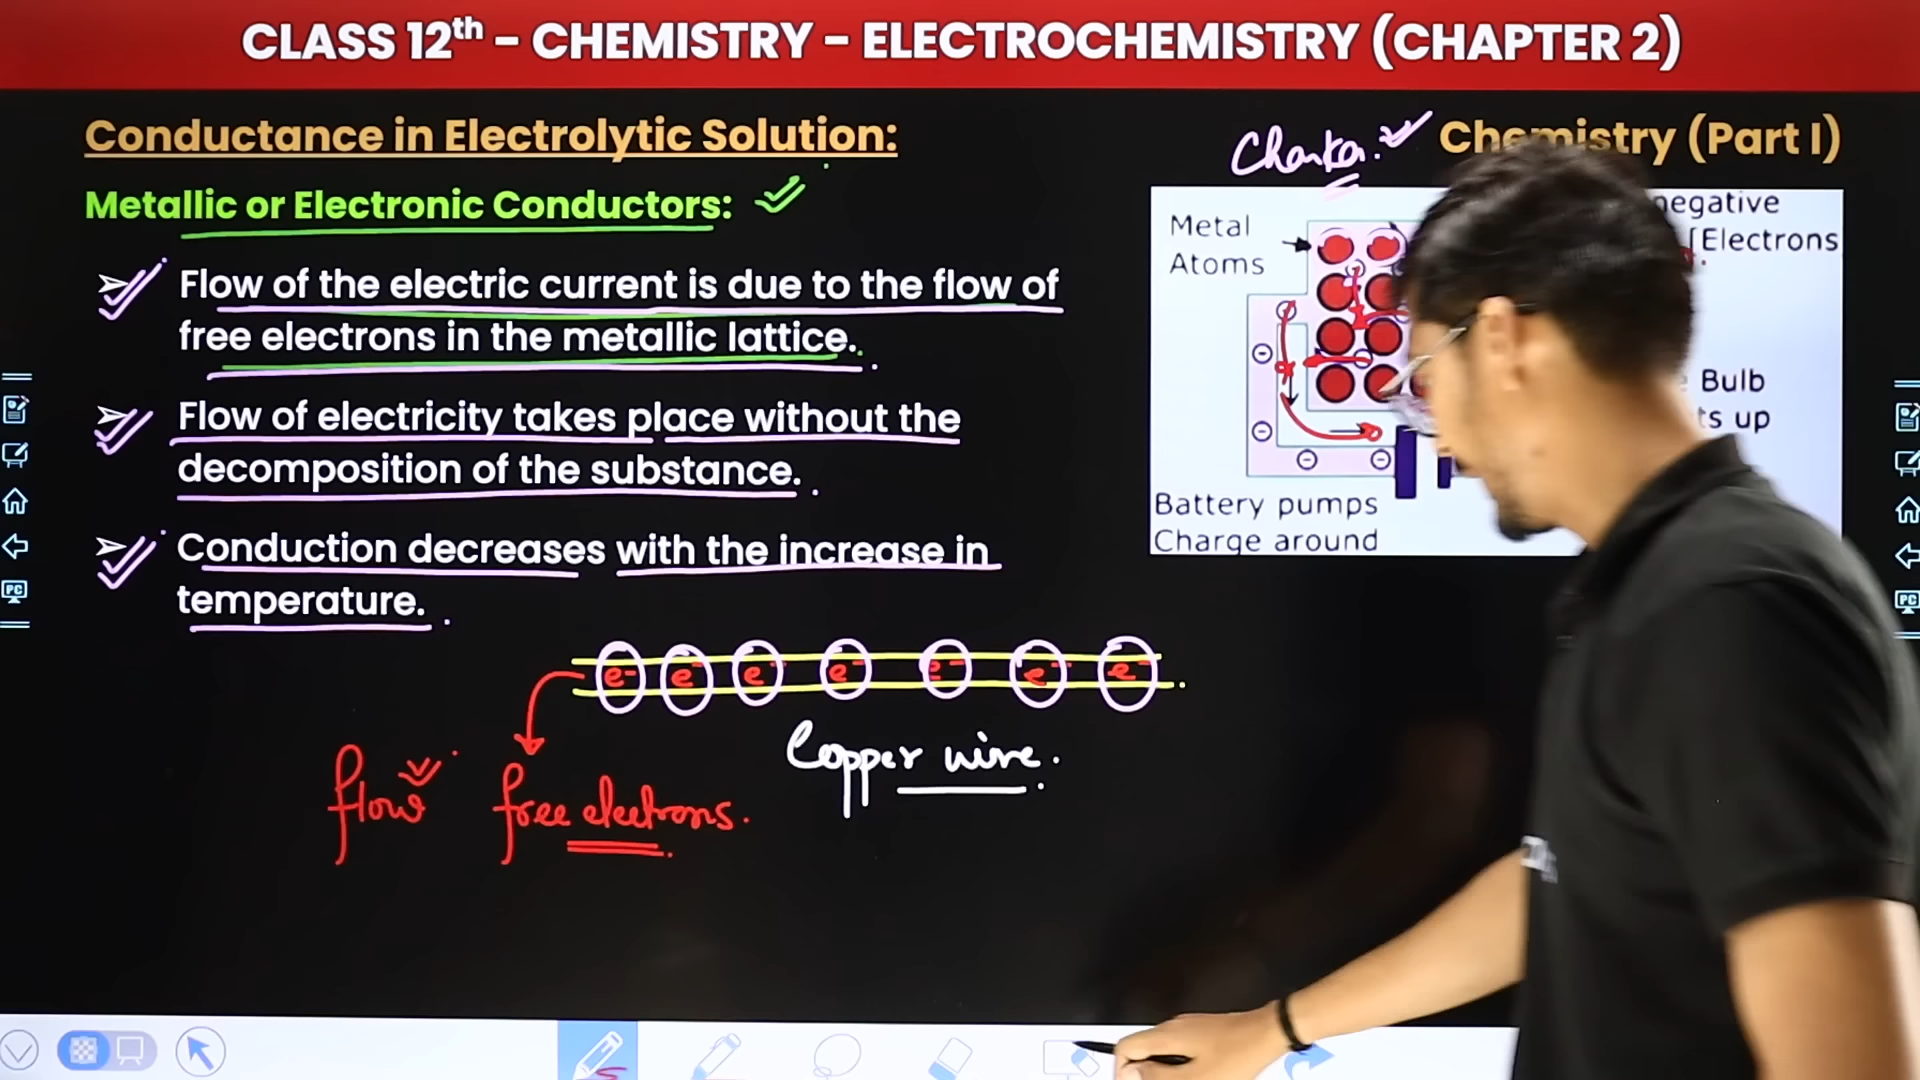 CLASS 12th - CHEMISTRY - ELECTROCHEMISTRY (CHAPTER 2)
Conductance in Electrolytic Solution:
Chemistry (Part I)
Metallic or Electronic Conductors:
➢ Flow of the electric current is due to the flow of
free electrons in the metallic lattice.
➢ Flow of electricity takes place without the
decomposition of the substance.
➢ Conduction decreases with the increase in
temperature.
Metal
Atoms
negative
[Electrons
Bulb
ts up
Battery pumps
Charge around
e- e- e- e- e- e- e-
Copper wire.
flow free electrons.
PC
PC